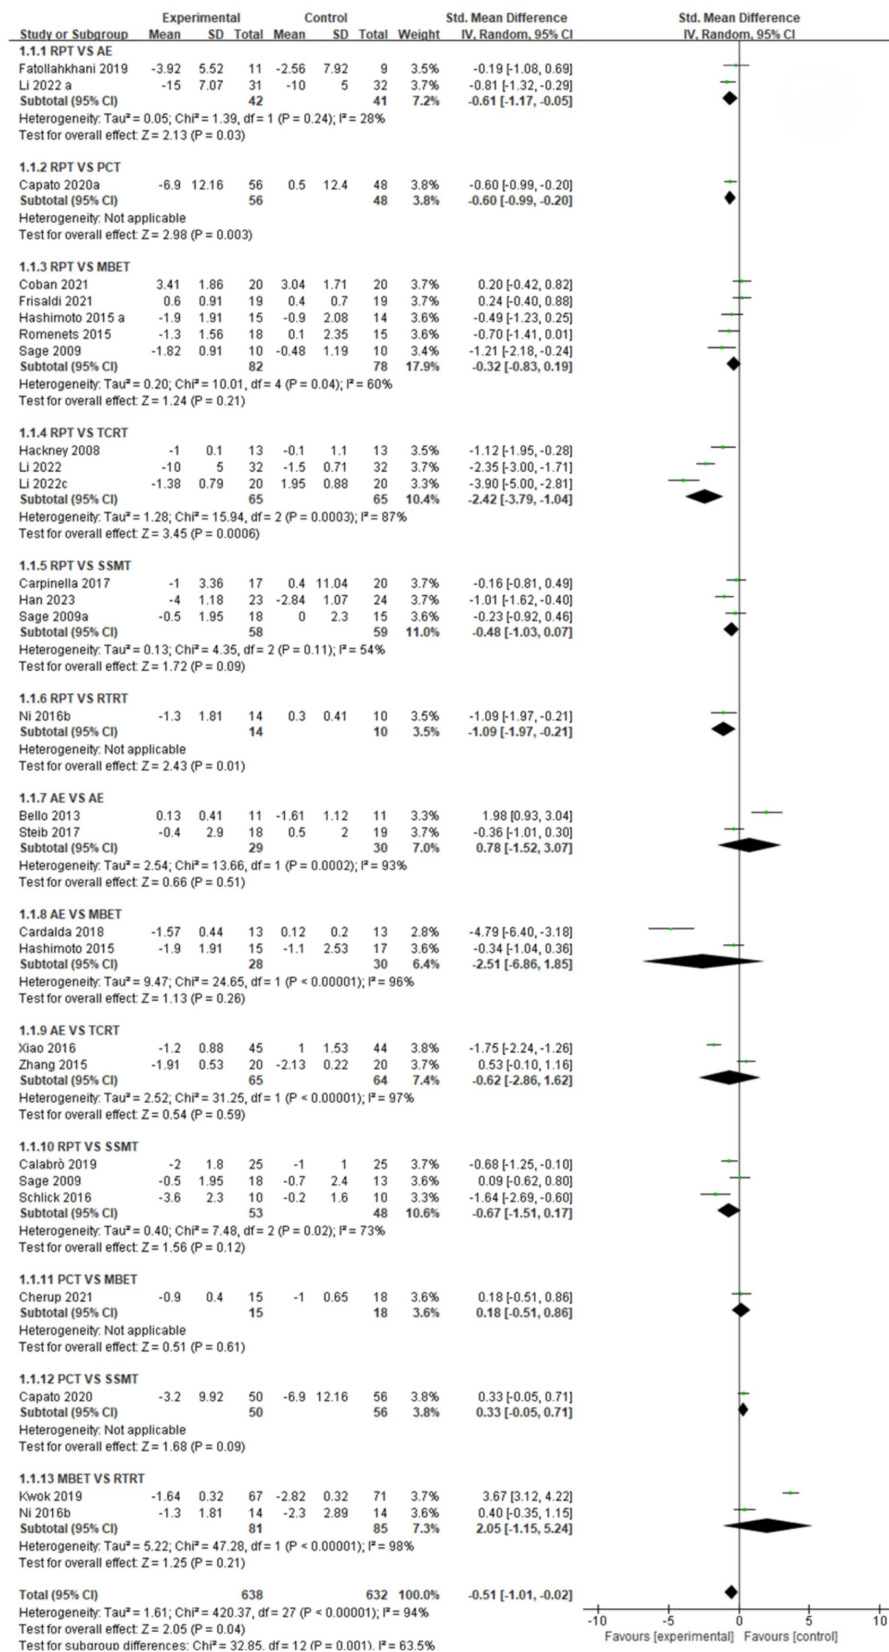 Experimental Control Std. Mean Difference Std. Mean Difference
Study or Subgroup Mean SD Total Mean SD Total Weight IV, Random, 95% CI IV, Random, 95% CI
1.1.1 RPT VS AE
Fatollahkhani 2019 -3.92 5.52 11 -2.56 7.92 9 3.5% -0.19 [-1.08, 0.69]
Li 2022 a -15 7.07 31 -10 5 32 3.7% -0.81 [-1.32, -0.29]
Subtotal (95% CI) 42 41 7.2% -0.61 [-1.17, -0.05]
Heterogeneity: Tau² = 0.05; Chi² = 1.39, df = 1 (P = 0.24); I² = 28%
Test for overall effect: Z = 2.13 (P = 0.03)
1.1.2 RPT VS PCT
Capato 2020a -6.9 12.16 56 0.5 12.4 48 3.8% -0.60 [-0.99, -0.20]
Subtotal (95% CI) 56 48 3.8% -0.60 [-0.99, -0.20]
Heterogeneity: Not applicable
Test for overall effect: Z = 2.98 (P = 0.003)
1.1.3 RPT VS MBET
Coban 2021 3.41 1.86 20 3.04 1.71 20 3.7% 0.20 [-0.42, 0.82]
Frisaldi 2021 0.6 0.91 19 0.4 0.7 19 3.7% 0.24 [-0.40, 0.88]
Hashimoto 2015 a -1.9 1.91 15 -0.9 2.08 14 3.6% -0.49 [-1.23, 0.25]
Romenets 2015 -1.3 1.56 18 0.1 2.35 15 3.6% -0.70 [-1.41, 0.01]
Sage 2009 -1.82 0.91 10 -0.48 1.19 10 3.4% -1.21 [-2.18, -0.24]
Subtotal (95% CI) 82 78 17.9% -0.32 [-0.83, 0.19]
Heterogeneity: Tau² = 0.20; Chi² = 10.01, df = 4 (P = 0.04); I² = 60%
Test for overall effect: Z = 1.24 (P = 0.21)
1.1.4 RPT VS TCRT
Hackney 2008 -1 0.1 13 -0.1 1.1 13 3.5% -1.12 [-1.95, -0.28]
Li 2022 -10 5 32 -1.5 0.71 32 3.7% -2.35 [-3.00, -1.71]
Li 2022c -1.38 0.79 20 1.95 0.88 20 3.3% -3.90 [-5.00, -2.81]
Subtotal (95% CI) 65 65 10.4% -2.42 [-3.79, -1.04]
Heterogeneity: Tau² = 1.28; Chi² = 15.94, df = 2 (P = 0.0003); I² = 87%
Test for overall effect: Z = 3.45 (P = 0.0006)
1.1.5 RPT VS SSMT
Carpinella 2017 -1 3.36 17 0.4 11.04 20 3.7% -0.16 [-0.81, 0.49]
Han 2023 -4 1.18 23 -2.84 1.07 24 3.7% -1.01 [-1.62, -0.40]
Sage 2009a -0.5 1.95 18 0 2.3 15 3.6% -0.23 [-0.92, 0.46]
Subtotal (95% CI) 58 59 11.0% -0.48 [-1.03, 0.07]
Heterogeneity: Tau² = 0.13; Chi² = 4.35, df = 2 (P = 0.11); I² = 54%
Test for overall effect: Z = 1.72 (P = 0.09)
1.1.6 RPT VS RTRT
Ni 2016b -1.3 1.81 14 0.3 0.41 10 3.5% -1.09 [-1.97, -0.21]
Subtotal (95% CI) 14 10 3.5% -1.09 [-1.97, -0.21]
Heterogeneity: Not applicable
Test for overall effect: Z = 2.43 (P = 0.01)
1.1.7 AE VS AE
Bello 2013 0.13 0.41 11 -1.61 1.12 11 3.3% 1.98 [0.93, 3.04]
Steib 2017 -0.4 2.9 18 0.5 2 19 3.7% -0.36 [-1.01, 0.30]
Subtotal (95% CI) 29 30 7.0% 0.78 [-1.52, 3.07]
Heterogeneity: Tau² = 2.54; Chi² = 13.66, df = 1 (P = 0.0002); I² = 93%
Test for overall effect: Z = 0.66 (P = 0.51)
1.1.8 AE VS MBET
Cardalda 2018 -1.57 0.44 13 0.12 0.2 13 2.8% -4.79 [-6.40, -3.18]
Hashimoto 2015 -1.9 1.91 15 -1.1 2.53 17 3.6% -0.34 [-1.04, 0.36]
Subtotal (95% CI) 28 30 6.4% -2.51 [-6.86, 1.85]
Heterogeneity: Tau² = 9.47; Chi² = 24.65, df = 1 (P < 0.00001); I² = 96%
Test for overall effect: Z = 1.13 (P = 0.26)
1.1.9 AE VS TCRT
Xiao 2016 -1.2 0.88 45 1 1.53 44 3.8% -1.75 [-2.24, -1.26]
Zhang 2015 -1.91 0.53 20 -2.13 0.22 20 3.7% 0.53 [-0.10, 1.16]
Subtotal (95% CI) 65 64 7.4% -0.62 [-2.86, 1.62]
Heterogeneity: Tau² = 2.52; Chi² = 31.25, df = 1 (P < 0.00001); I² = 97%
Test for overall effect: Z = 0.54 (P = 0.59)
1.1.10 RPT VS SSMT
Calabrò 2019 -2 1.8 25 -1 1 25 3.7% -0.68 [-1.25, -0.10]
Sage 2009 -0.5 1.95 18 -0.7 2.4 13 3.6% 0.09 [-0.62, 0.80]
Schlick 2016 -3.6 2.3 10 -0.2 1.6 10 3.3% -1.64 [-2.69, -0.60]
Subtotal (95% CI) 53 48 10.6% -0.67 [-1.51, 0.17]
Heterogeneity: Tau² = 0.40; Chi² = 7.48, df = 2 (P = 0.02); I² = 73%
Test for overall effect: Z = 1.56 (P = 0.12)
1.1.11 PCT VS MBET
Cherup 2021 -0.9 0.4 15 -1 0.65 18 3.6% 0.18 [-0.51, 0.86]
Subtotal (95% CI) 15 18 3.6% 0.18 [-0.51, 0.86]
Heterogeneity: Not applicable
Test for overall effect: Z = 0.51 (P = 0.61)
1.1.12 PCT VS SSMT
Capato 2020 -3.2 9.92 50 -6.9 12.16 56 3.8% 0.33 [-0.05, 0.71]
Subtotal (95% CI) 50 56 3.8% 0.33 [-0.05, 0.71]
Heterogeneity: Not applicable
Test for overall effect: Z = 1.68 (P = 0.09)
1.1.13 MBET VS RTRT
Kwok 2019 -1.64 0.32 67 -2.82 0.32 71 3.7% 3.67 [3.12, 4.22]
Ni 2016b -1.3 1.81 14 -2.3 2.89 14 3.6% 0.40 [-0.35, 1.15]
Subtotal (95% CI) 81 85 7.3% 2.05 [-1.15, 5.24]
Heterogeneity: Tau² = 5.22; Chi² = 47.28, df = 1 (P < 0.00001); I² = 98%
Test for overall effect: Z = 1.25 (P = 0.21)
Total (95% CI) 638 632 100.0% -0.51 [-1.01, -0.02]
Heterogeneity: Tau² = 1.61; Chi² = 420.37, df = 27 (P < 0.00001); I² = 94%
Test for overall effect: Z = 2.05 (P = 0.04)
Test for subgroup differences: Chi² = 32.85, df = 12 (P = 0.001), I² = 63.5%
-10 -5 0 5 10
Favours [experimental] Favours [control]